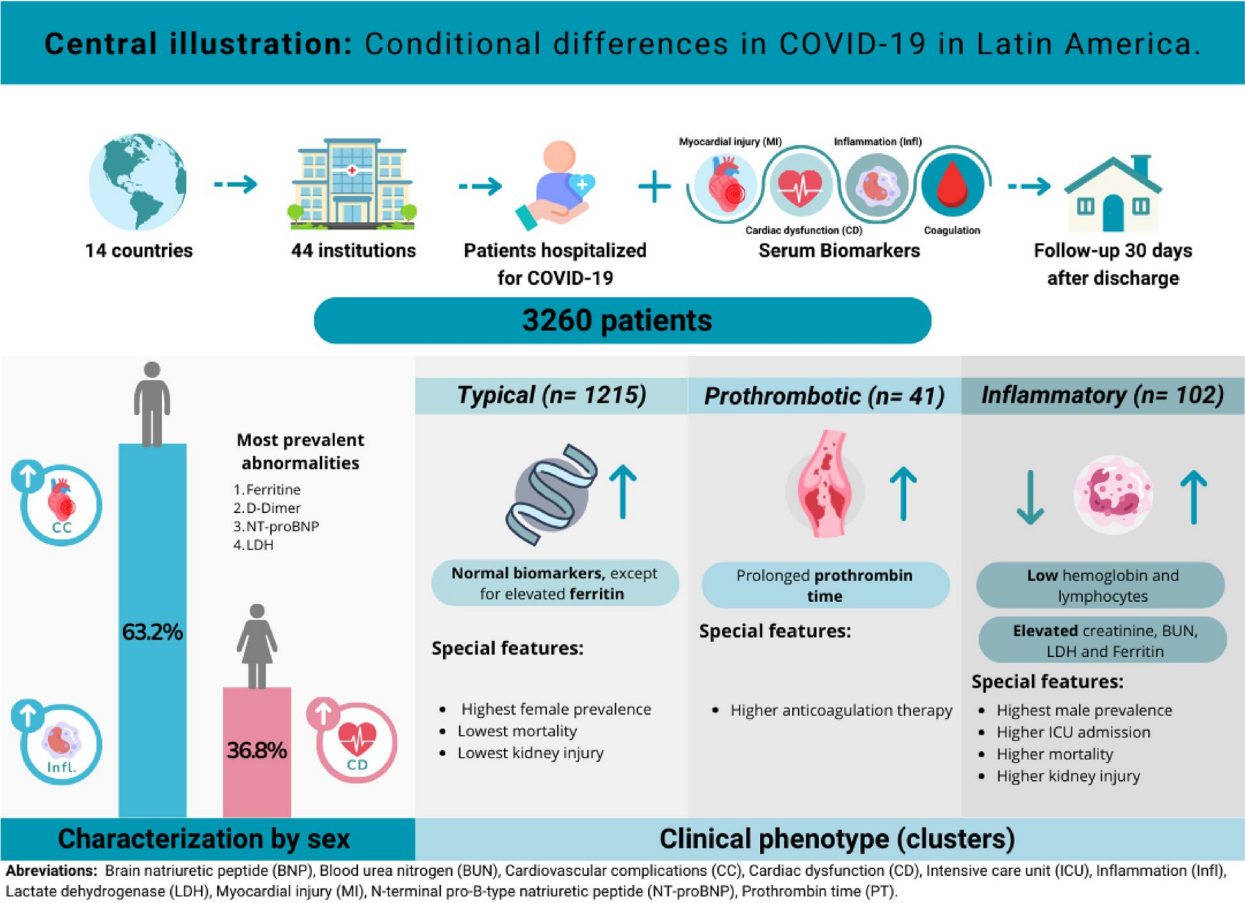 Central illustration: Conditional differences in COVID-19 in Latin America.
Myocardial injury (MI)
Inflammation (Infl)
Cardiac dysfunction (CD)
Coagulation
14 countries
44 institutions
Patients hospitalized
for COVID-19
Serum Biomarkers
Follow-up 30 days
after discharge
3260 patients
CC
Infl.
63.2%
Most prevalent
abnormalities
1. Ferritine
2. D-Dimer
3. NT-proBNP
4. LDH
36.8%
CD
Characterization by sex
Typical (n= 1215)
Normal biomarkers, except
for elevated ferritin
Special features:
• Highest female prevalence
• Lowest mortality
• Lowest kidney injury
Prothrombotic (n= 41)
Prolonged prothrombin
time
Special features:
• Higher anticoagulation therapy
Inflammatory (n= 102)
Low hemoglobin and
lymphocytes
Elevated creatinine, BUN,
LDH and Ferritin
Special features:
• Highest male prevalence
• Higher ICU admission
• Higher mortality
• Higher kidney injury
Clinical phenotype (clusters)
Abreviations: Brain natriuretic peptide (BNP), Blood urea nitrogen (BUN), Cardiovascular complications (CC), Cardiac dysfunction (CD), Intensive care unit (ICU), Inflammation (Infl),
Lactate dehydrogenase (LDH), Myocardial injury (MI), N-terminal pro-B-type natriuretic peptide (NT-proBNP), Prothrombin time (PT).